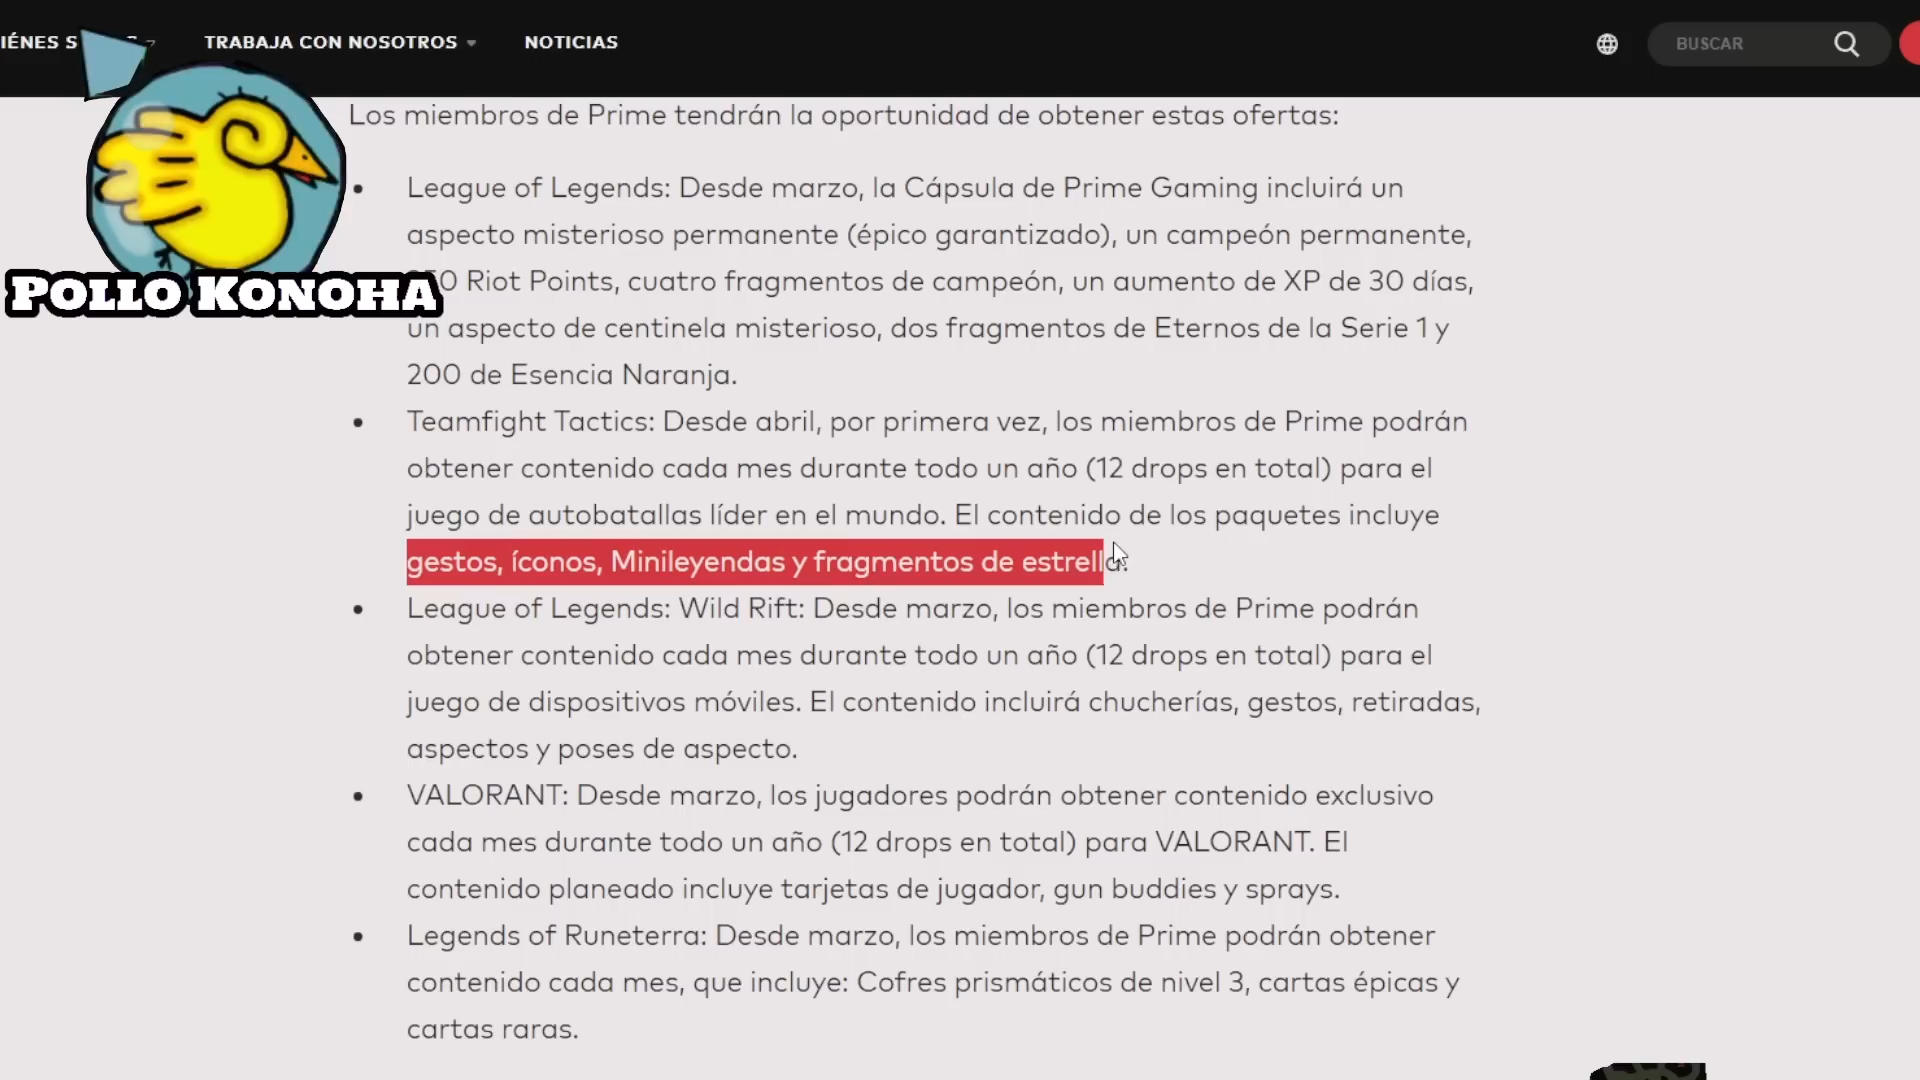 TRABAJA CON NOSOTROS
NOTICIAS
BUSCAR
Los miembros de Prime tendrán la oportunidad de obtener estas ofertas:
POLLO KONOHA
• League of Legends: Desde marzo, la Cápsula de Prime Gaming incluirá un
aspecto misterioso permanente (épico garantizado), un campeón permanente,
Riot Points, cuatro fragmentos de campeón, un aumento de XP de 30 días,
un aspecto de centinela misterioso, dos fragmentos de Eternos de la Serie 1 y
200 de Esencia Naranja.
• Teamfight Tactics: Desde abril, por primera vez, los miembros de Prime podrán
obtener contenido cada mes durante todo un año (12 drops en total) para el
juego de autobatallas líder en el mundo. El contenido de los paquetes incluye
gestos, íconos, Minileyendas y fragmentos de estrella.
• League of Legends: Wild Rift: Desde marzo, los miembros de Prime podrán
obtener contenido cada mes durante todo un año (12 drops en total) para el
juego de dispositivos móviles. El contenido incluirá chucherías, gestos, retiradas,
aspectos y poses de aspecto.
• VALORANT: Desde marzo, los jugadores podrán obtener contenido exclusivo
cada mes durante todo un año (12 drops en total) para VALORANT. El
contenido planeado incluye tarjetas de jugador, gun buddies y sprays.
• Legends of Runeterra: Desde marzo, los miembros de Prime podrán obtener
contenido cada mes, que incluye: Cofres prismáticos de nivel 3, cartas épicas y
cartas raras.